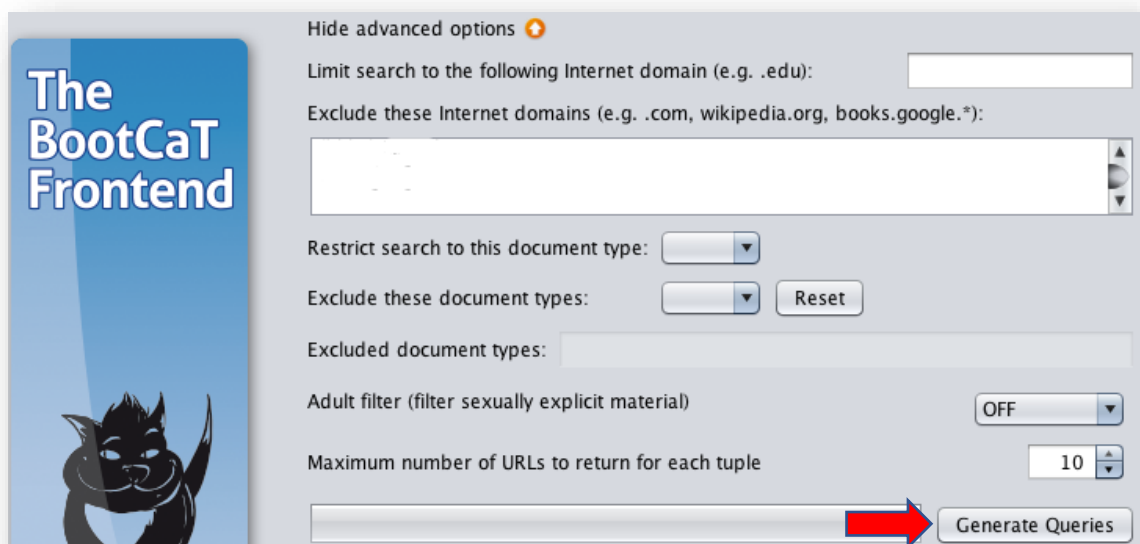 The
BootCaT
Frontend
Hide advanced options
Limit search to the following Internet domain (e.g. .edu):
Exclude these Internet domains (e.g. .com, wikipedia.org, books.google.*):
Restrict search to this document type:
Exclude these document types:
Reset
Excluded document types:
Adult filter (filter sexually explicit material)
OFF
Maximum number of URLs to return for each tuple
10
Generate Queries